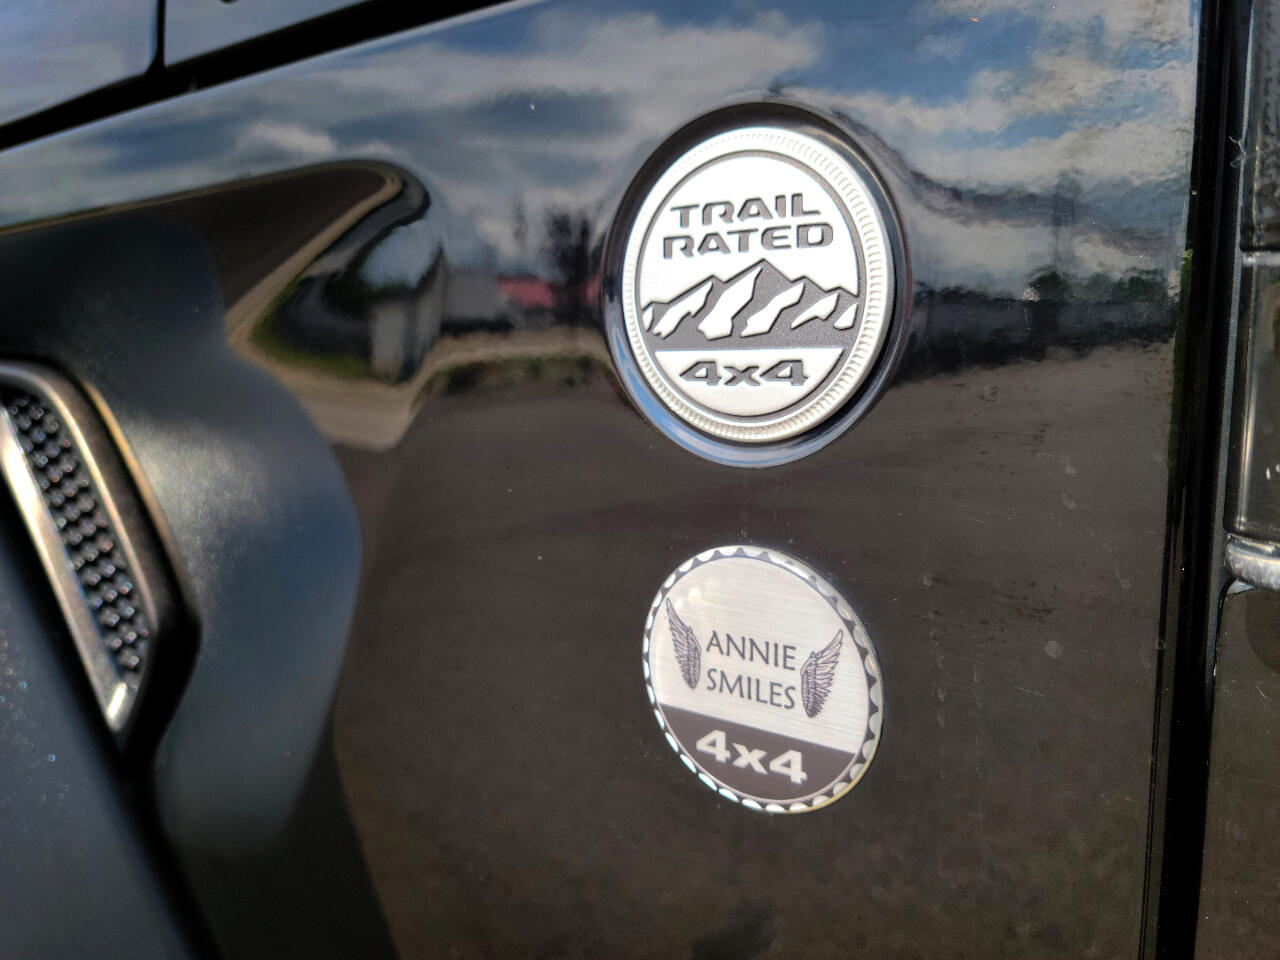 TRAIL
RATED
4x4
ANNIE
SMILES
4x4